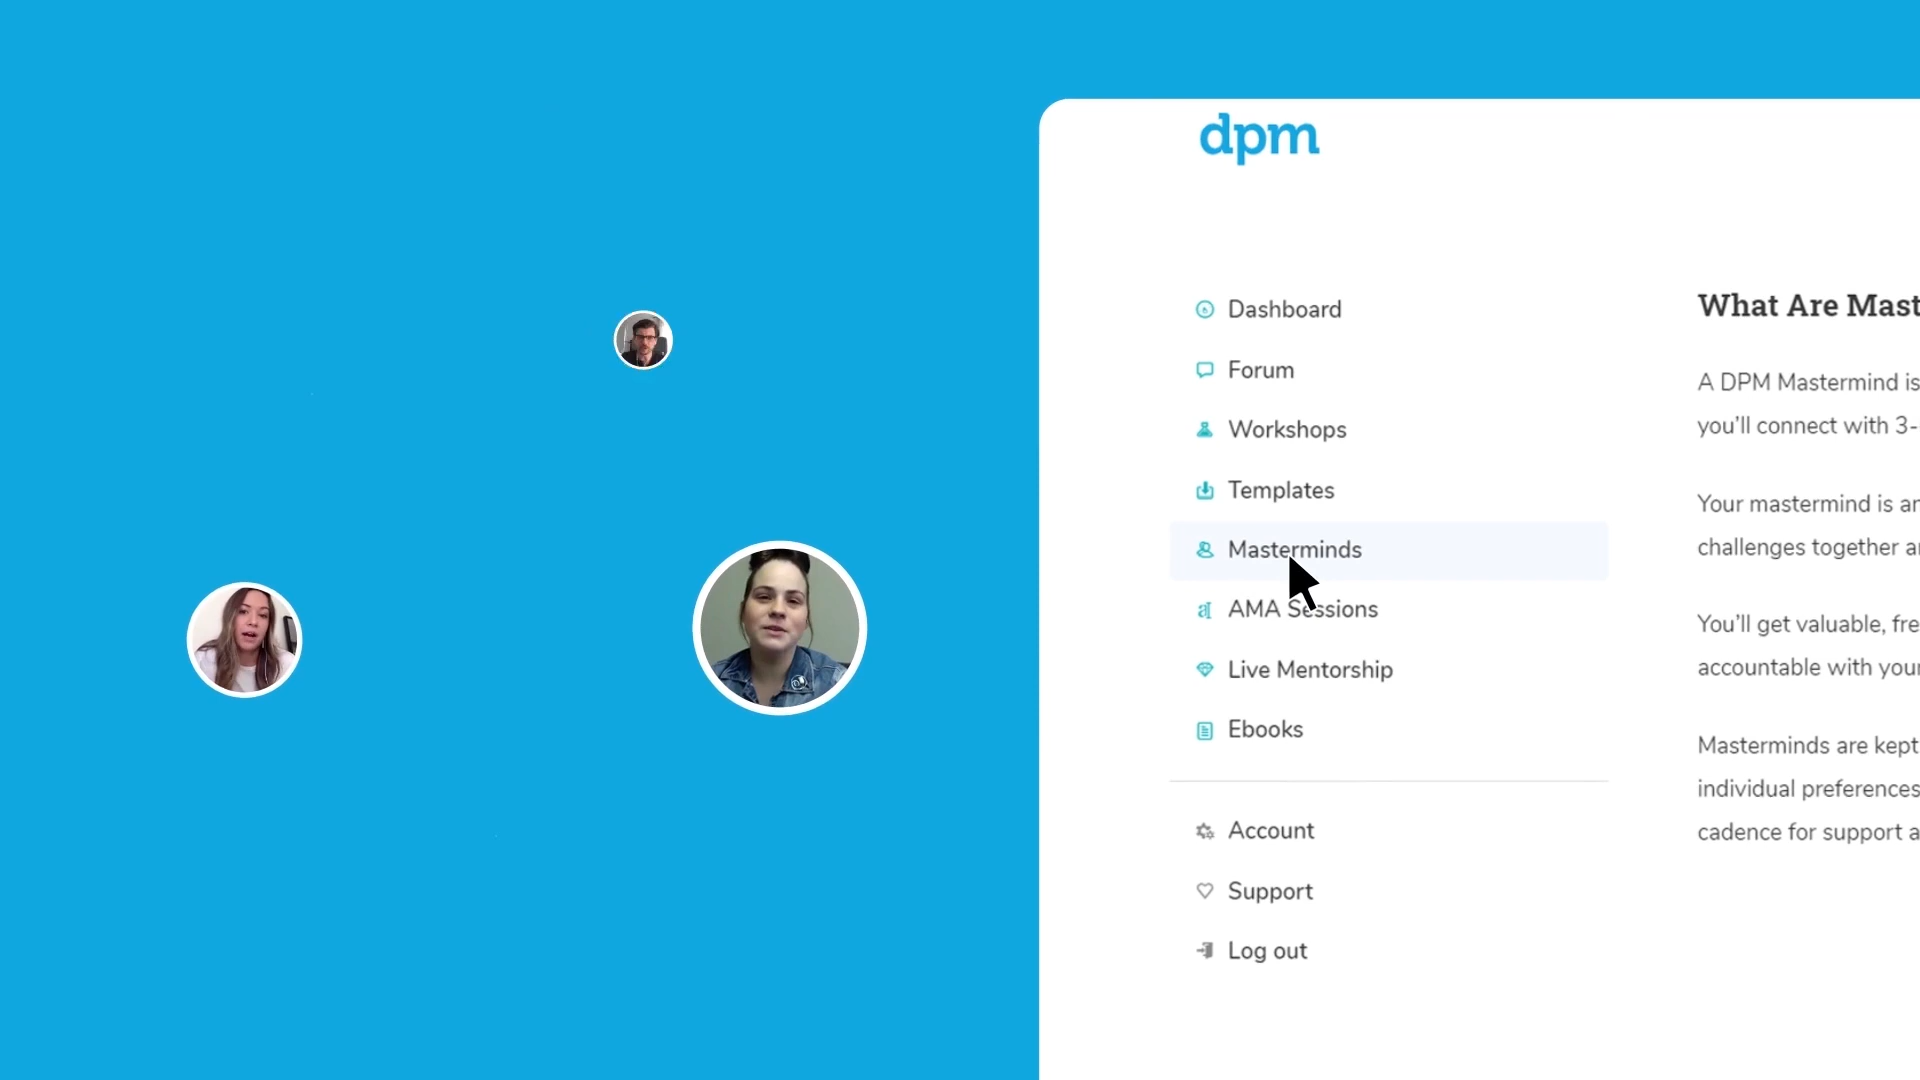 dpm
Dashboard
Forum
Workshops
Templates
Masterminds
AMA Sessions
Live Mentorship
Ebooks
Account
Support
Log out
What Are Mast
A DPM Mastermind is
you'll connect with 3-
Your mastermind is an
challenges together a
You'll get valuable, fre
accountable with your
Masterminds are kept
individual preferences
cadence for support a